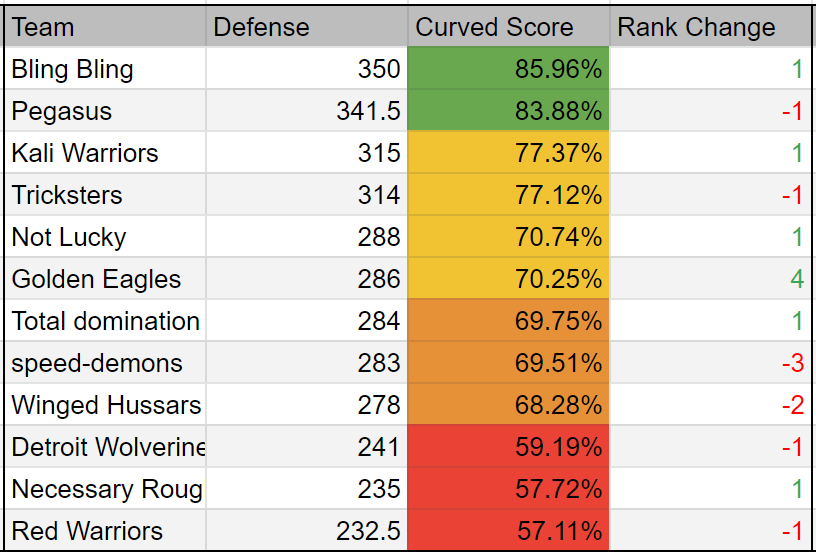 Team Defense Curved Score Rank Change
Bling Bling 350 85.96% 1
Pegasus 341.5 83.88% -1
Kali Warriors 315 77.37% 1
Tricksters 314 77.12% -1
Not Lucky 288 70.74% 1
Golden Eagles 286 70.25% 4
Total domination 284 69.75% 1
speed-demons 283 69.51% -3
Winged Hussars 278 68.28% -2
Detroit Wolverine 241 59.19% -1
Necessary Roug 235 57.72% 1
Red Warriors 232.5 57.11% -1